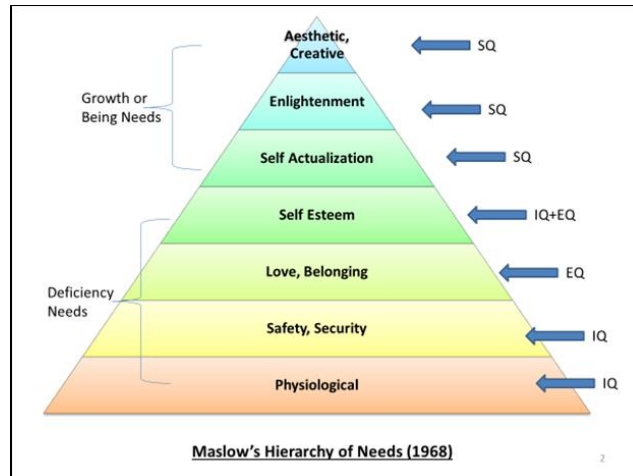 Aesthetic,
Creative
SQ
Growth or
Being Needs
Enlightenment
SQ
Self Actualization
SQ
Self Esteem
IQ+EQ
Love, Belonging
EQ
Deficiency
Needs
Safety, Security
IQ
Physiological
IQ
Maslow's Hierarchy of Needs (1968)
2